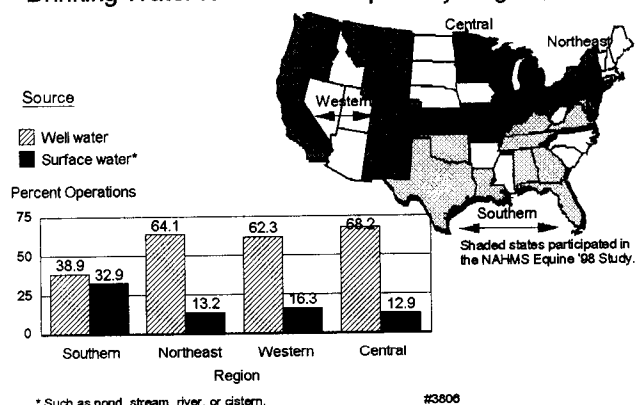 Central
Northeast
Western
Southern
Shaded states participated in
the NAHMS Equine '98 Study.
Source
Well water
Surface water*
Percent Operations
75
50
25
0
38.9
32.9
64.1
13.2
62.3
16.3
68.2
12.9
Southern
Northeast
Western
Central
Region
* Such as pond, stream, river, or cistern.
#3806